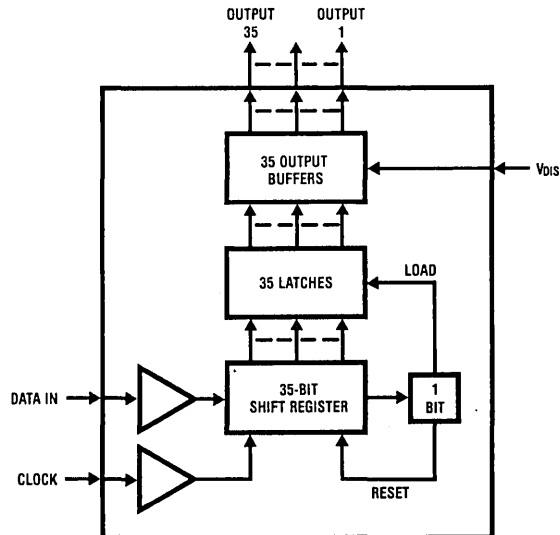 OUTPUT 35
OUTPUT 1
35 OUTPUT BUFFERS
VDIS
35 LATCHES
LOAD
DATA IN
35-BIT SHIFT REGISTER
1 BIT
CLOCK
RESET